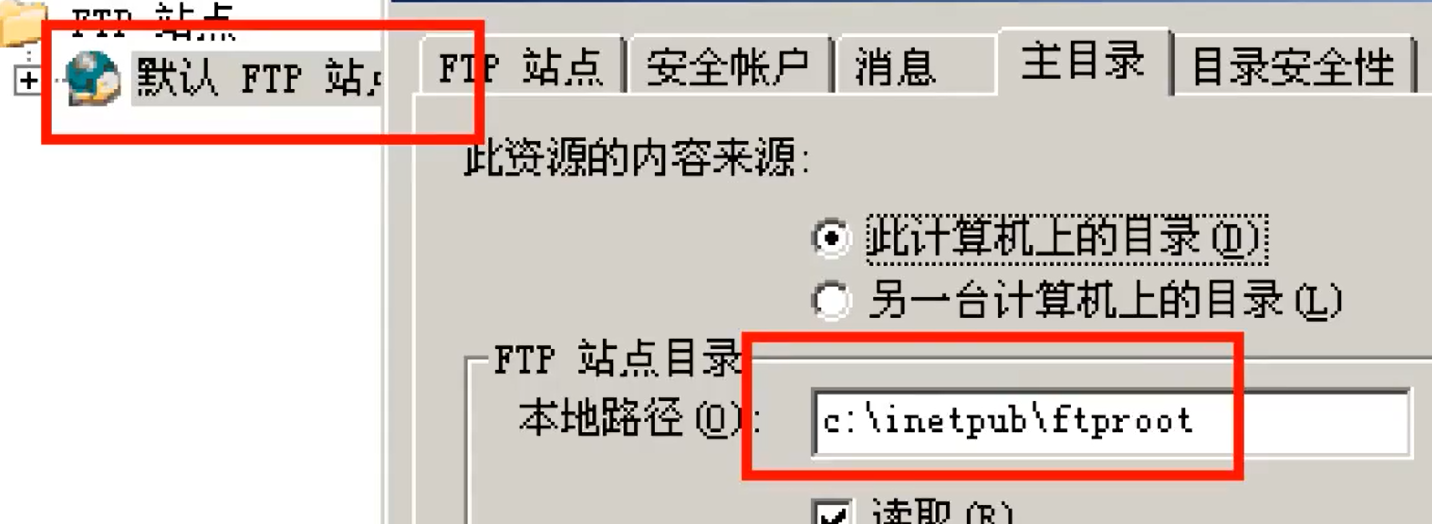 FTP 站点
默认 FTP 站点
FTP 站点 安全帐户 消息 主目录 目录安全性
此资源的内容来源:
此计算机上的目录(D)
另一台计算机上的目录(L)
FTP 站点目录
本地路径(O): c:\inetpub\ftproot
读取(R)